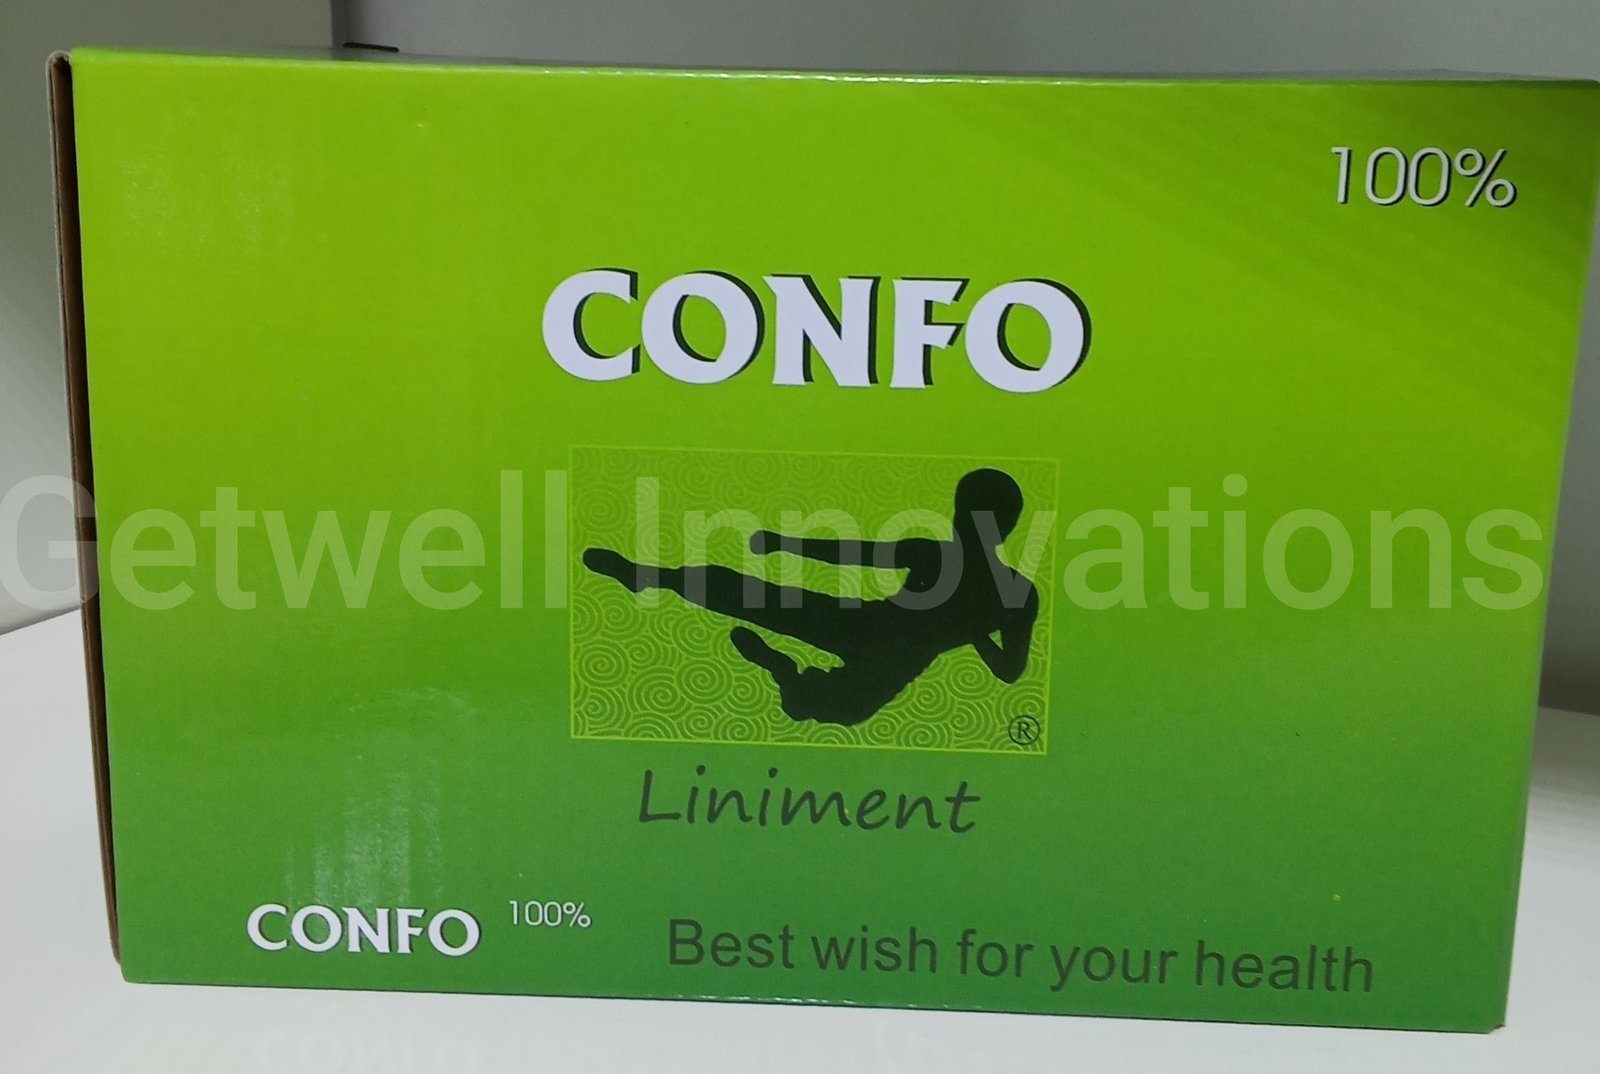 100%
CONFO
Getwell Innovations
®
Liniment
CONFO 100%
Best wish for your health